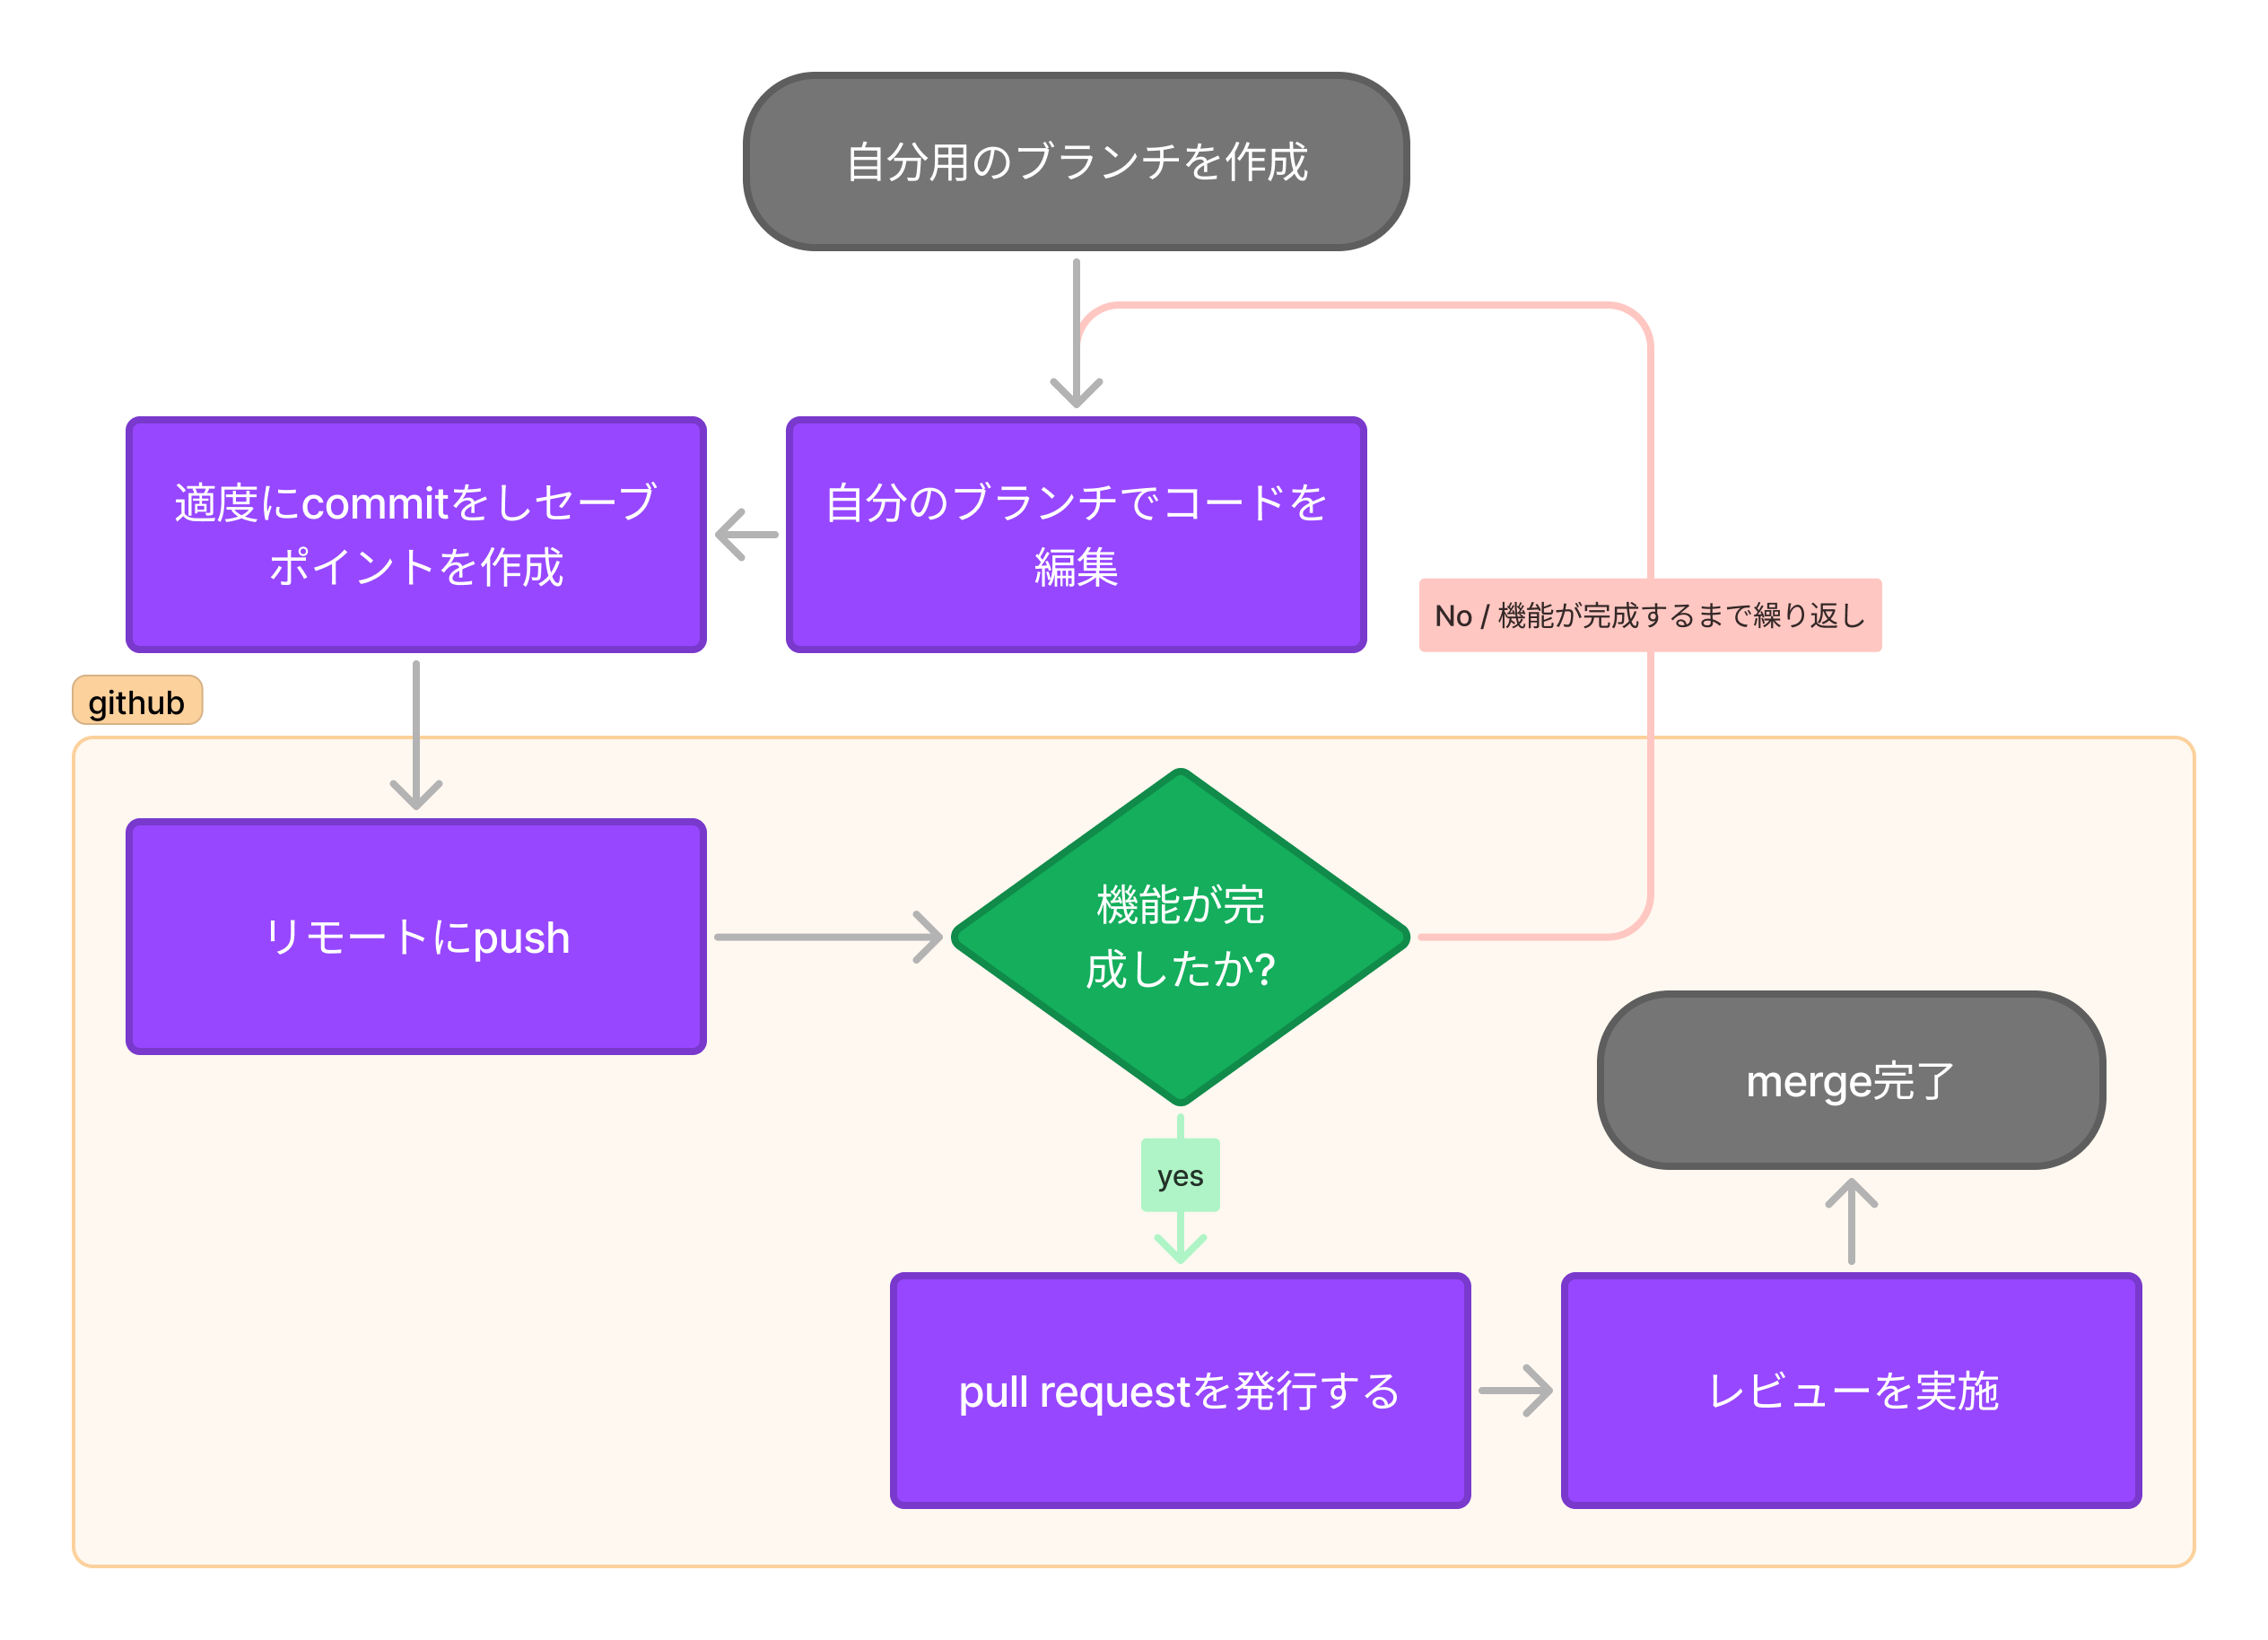 自分用のブランチを作成
自分のブランチでコードを
編集
適度にcommitをしセーブ
ポイントを作成
No / 機能が完成するまで繰り返し
github
リモートにpush
機能が完
成したか?
yes
pull requestを発行する
レビューを実施
merge完了